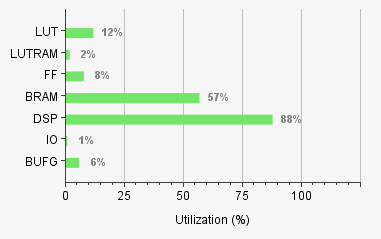 LUT 12%
LUTRAM 2%
FF 8%
BRAM 57%
DSP 88%
IO 1%
BUFG 6%
0 25 50 75 100
Utilization (%)